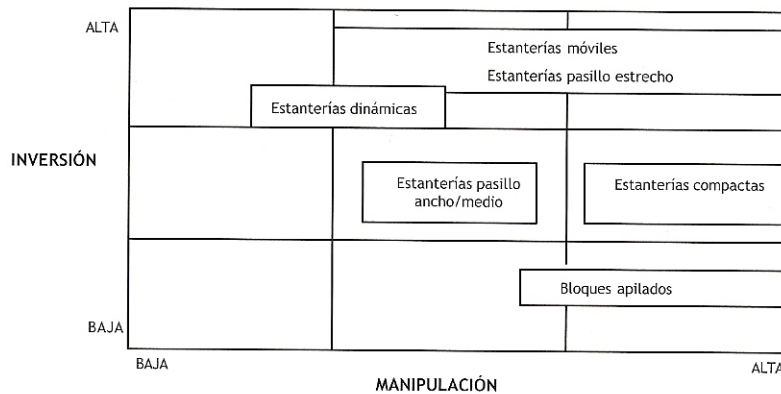 ALTA
Estanterías móviles
Estanterías pasillo estrecho
Estanterías dinámicas
INVERSIÓN
Estanterías pasillo
ancho/medio
Estanterías compactas
Bloques apilados
BAJA
BAJA
ALTA
MANIPULACIÓN